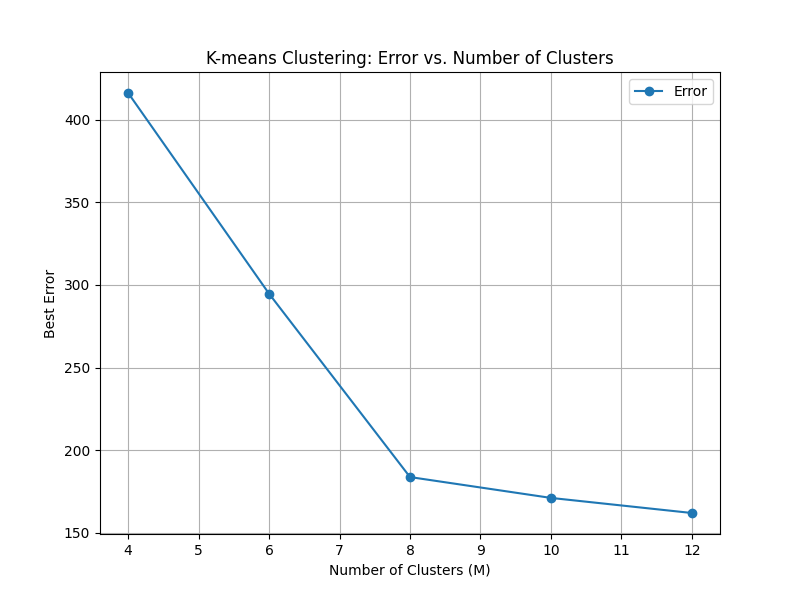 K-means Clustering: Error vs. Number of Clusters
Error
400
350
300
250
200
150
Best Error
4 5 6 7 8 9 10 11 12
Number of Clusters (M)